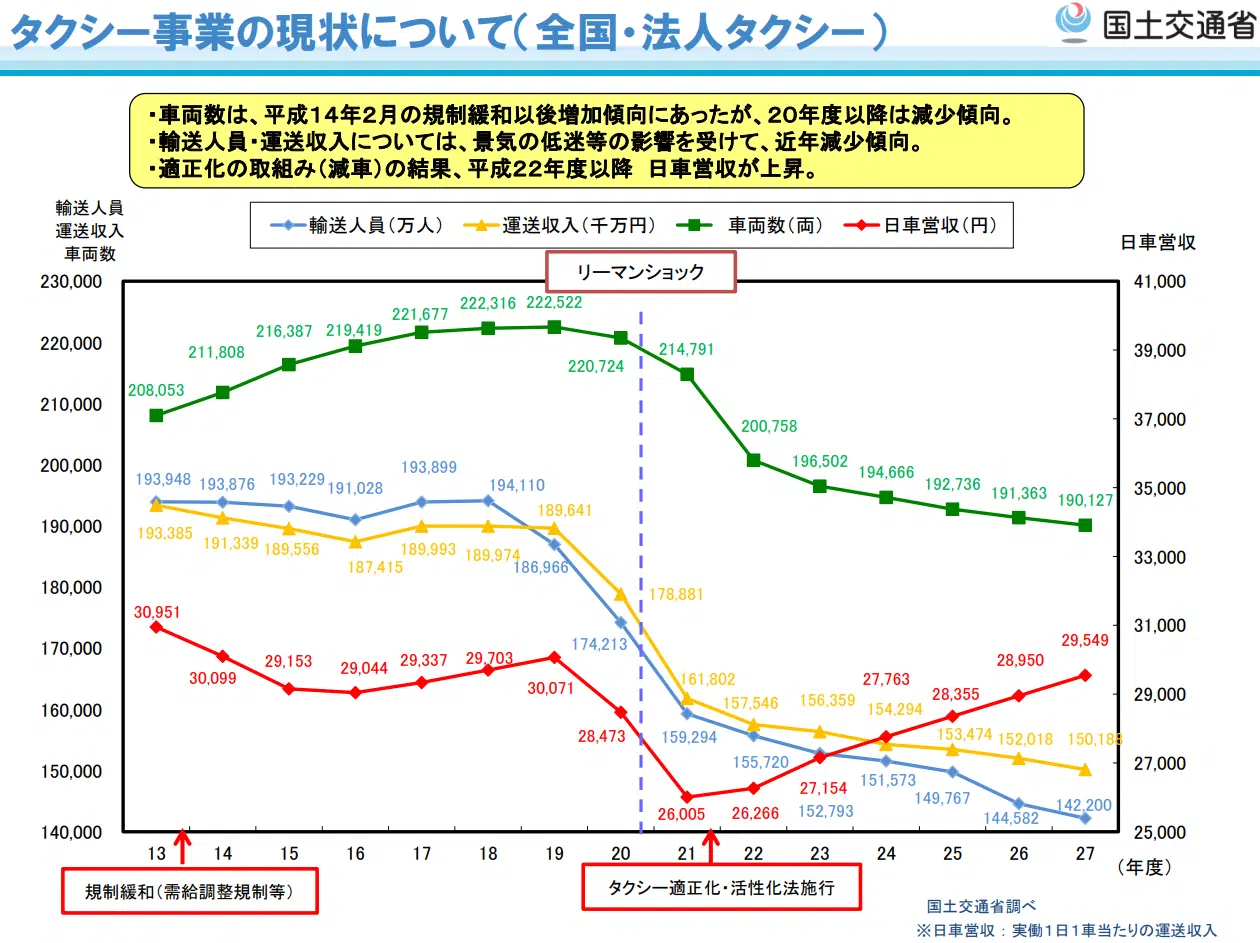 タクシー事業の現状について(全国・法人タクシー)
国土交通省
・車両数は、平成14年2月の規制緩和以後増加傾向にあったが、20年度以降は減少傾向。
・輸送人員・運送収入については、景気の低迷等の影響を受けて、近年減少傾向。
・適正化の取組み(減車)の結果、平成22年度以降 日車営収が上昇。
輸送人員
運送収入
車両数
輸送人員(万人) 運送収入(千万円) 車両数(両) 日車営収(円)
日車営収
リーマンショック
230,000
220,000
210,000
200,000
190,000
180,000
170,000
160,000
150,000
140,000
41,000
39,000
37,000
35,000
33,000
31,000
29,000
27,000
25,000
208,053 211,808 216,387 219,419 221,677 222,316 222,522 220,724 214,791 200,758 196,502 194,666 192,736 191,363 190,127
193,948 193,876 193,229 191,028 193,899 194,110 186,966 174,213 159,294 155,720 152,793 151,573 149,767 144,582 142,200
193,385 191,339 189,556 187,415 189,993 189,974 189,641 178,881 161,802 157,546 156,359 154,294 153,474 152,018 150,188
30,951 30,099 29,153 29,044 29,337 29,703 30,071 28,473 26,005 26,266 27,154 27,763 28,355 28,950 29,549
13 14 15 16 17 18 19 20 21 22 23 24 25 26 27
(年度)
規制緩和(需給調整規制等)
タクシー適正化・活性化法施行
国土交通省調べ
※日車営収:実働1日1車当たりの運送収入